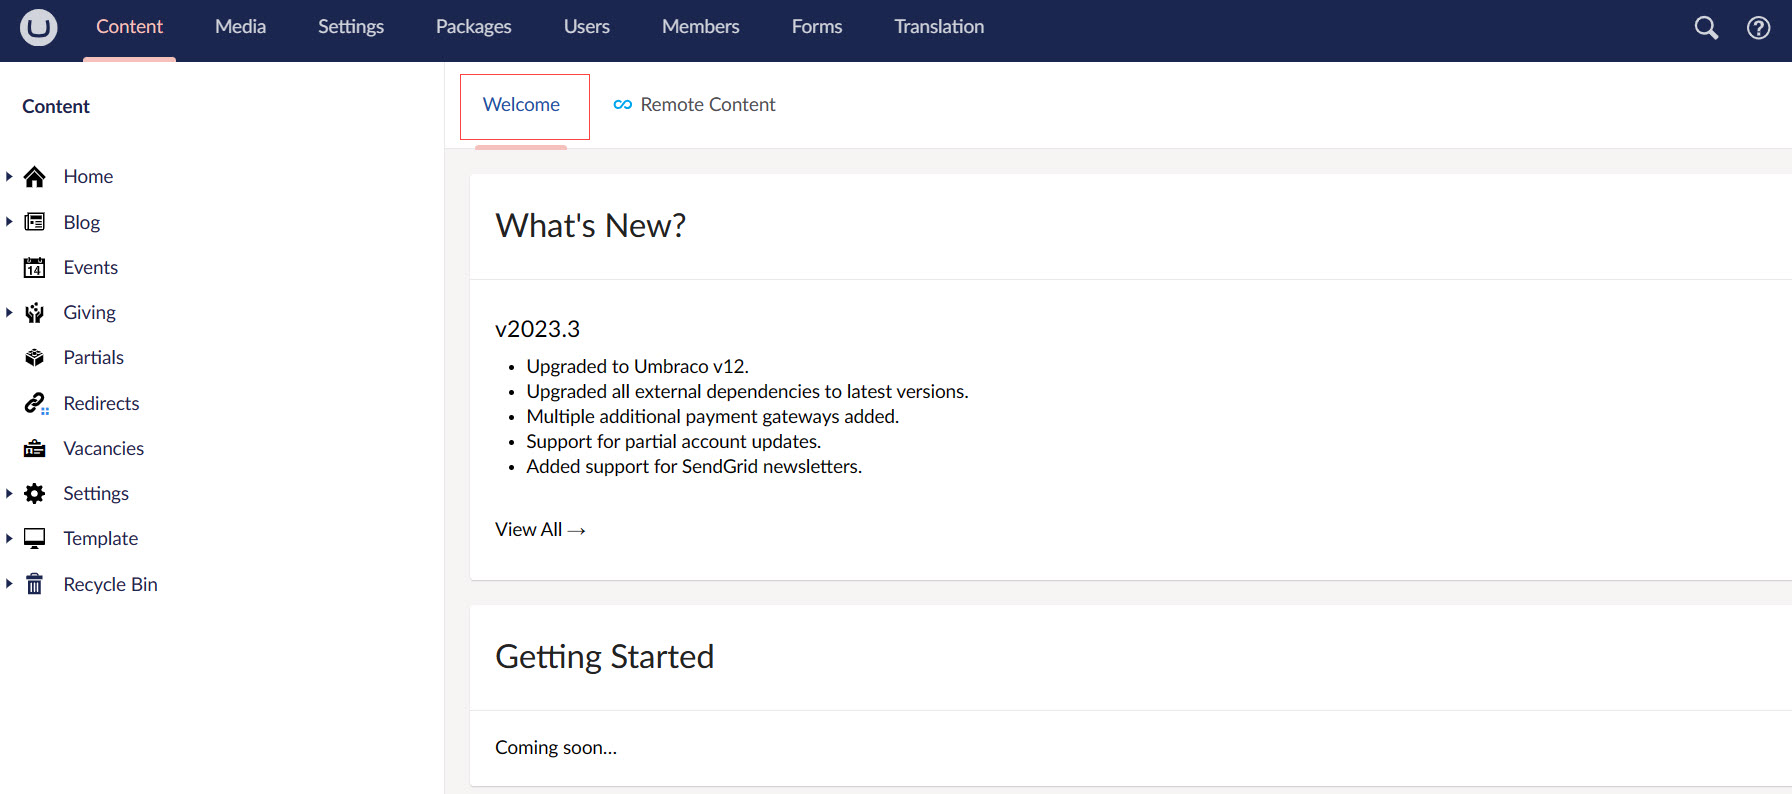 Content Media Settings Packages Users Members Forms Translation
Content
Home
Blog
14 Events
Giving
Partials
Redirects
Vacancies
Settings
Template
Recycle Bin
Welcome Remote Content
What's New?
v2023.3
• Upgraded to Umbraco v12.
• Upgraded all external dependencies to latest versions.
• Multiple additional payment gateways added.
• Support for partial account updates.
• Added support for SendGrid newsletters.
View All →
Getting Started
Coming soon...